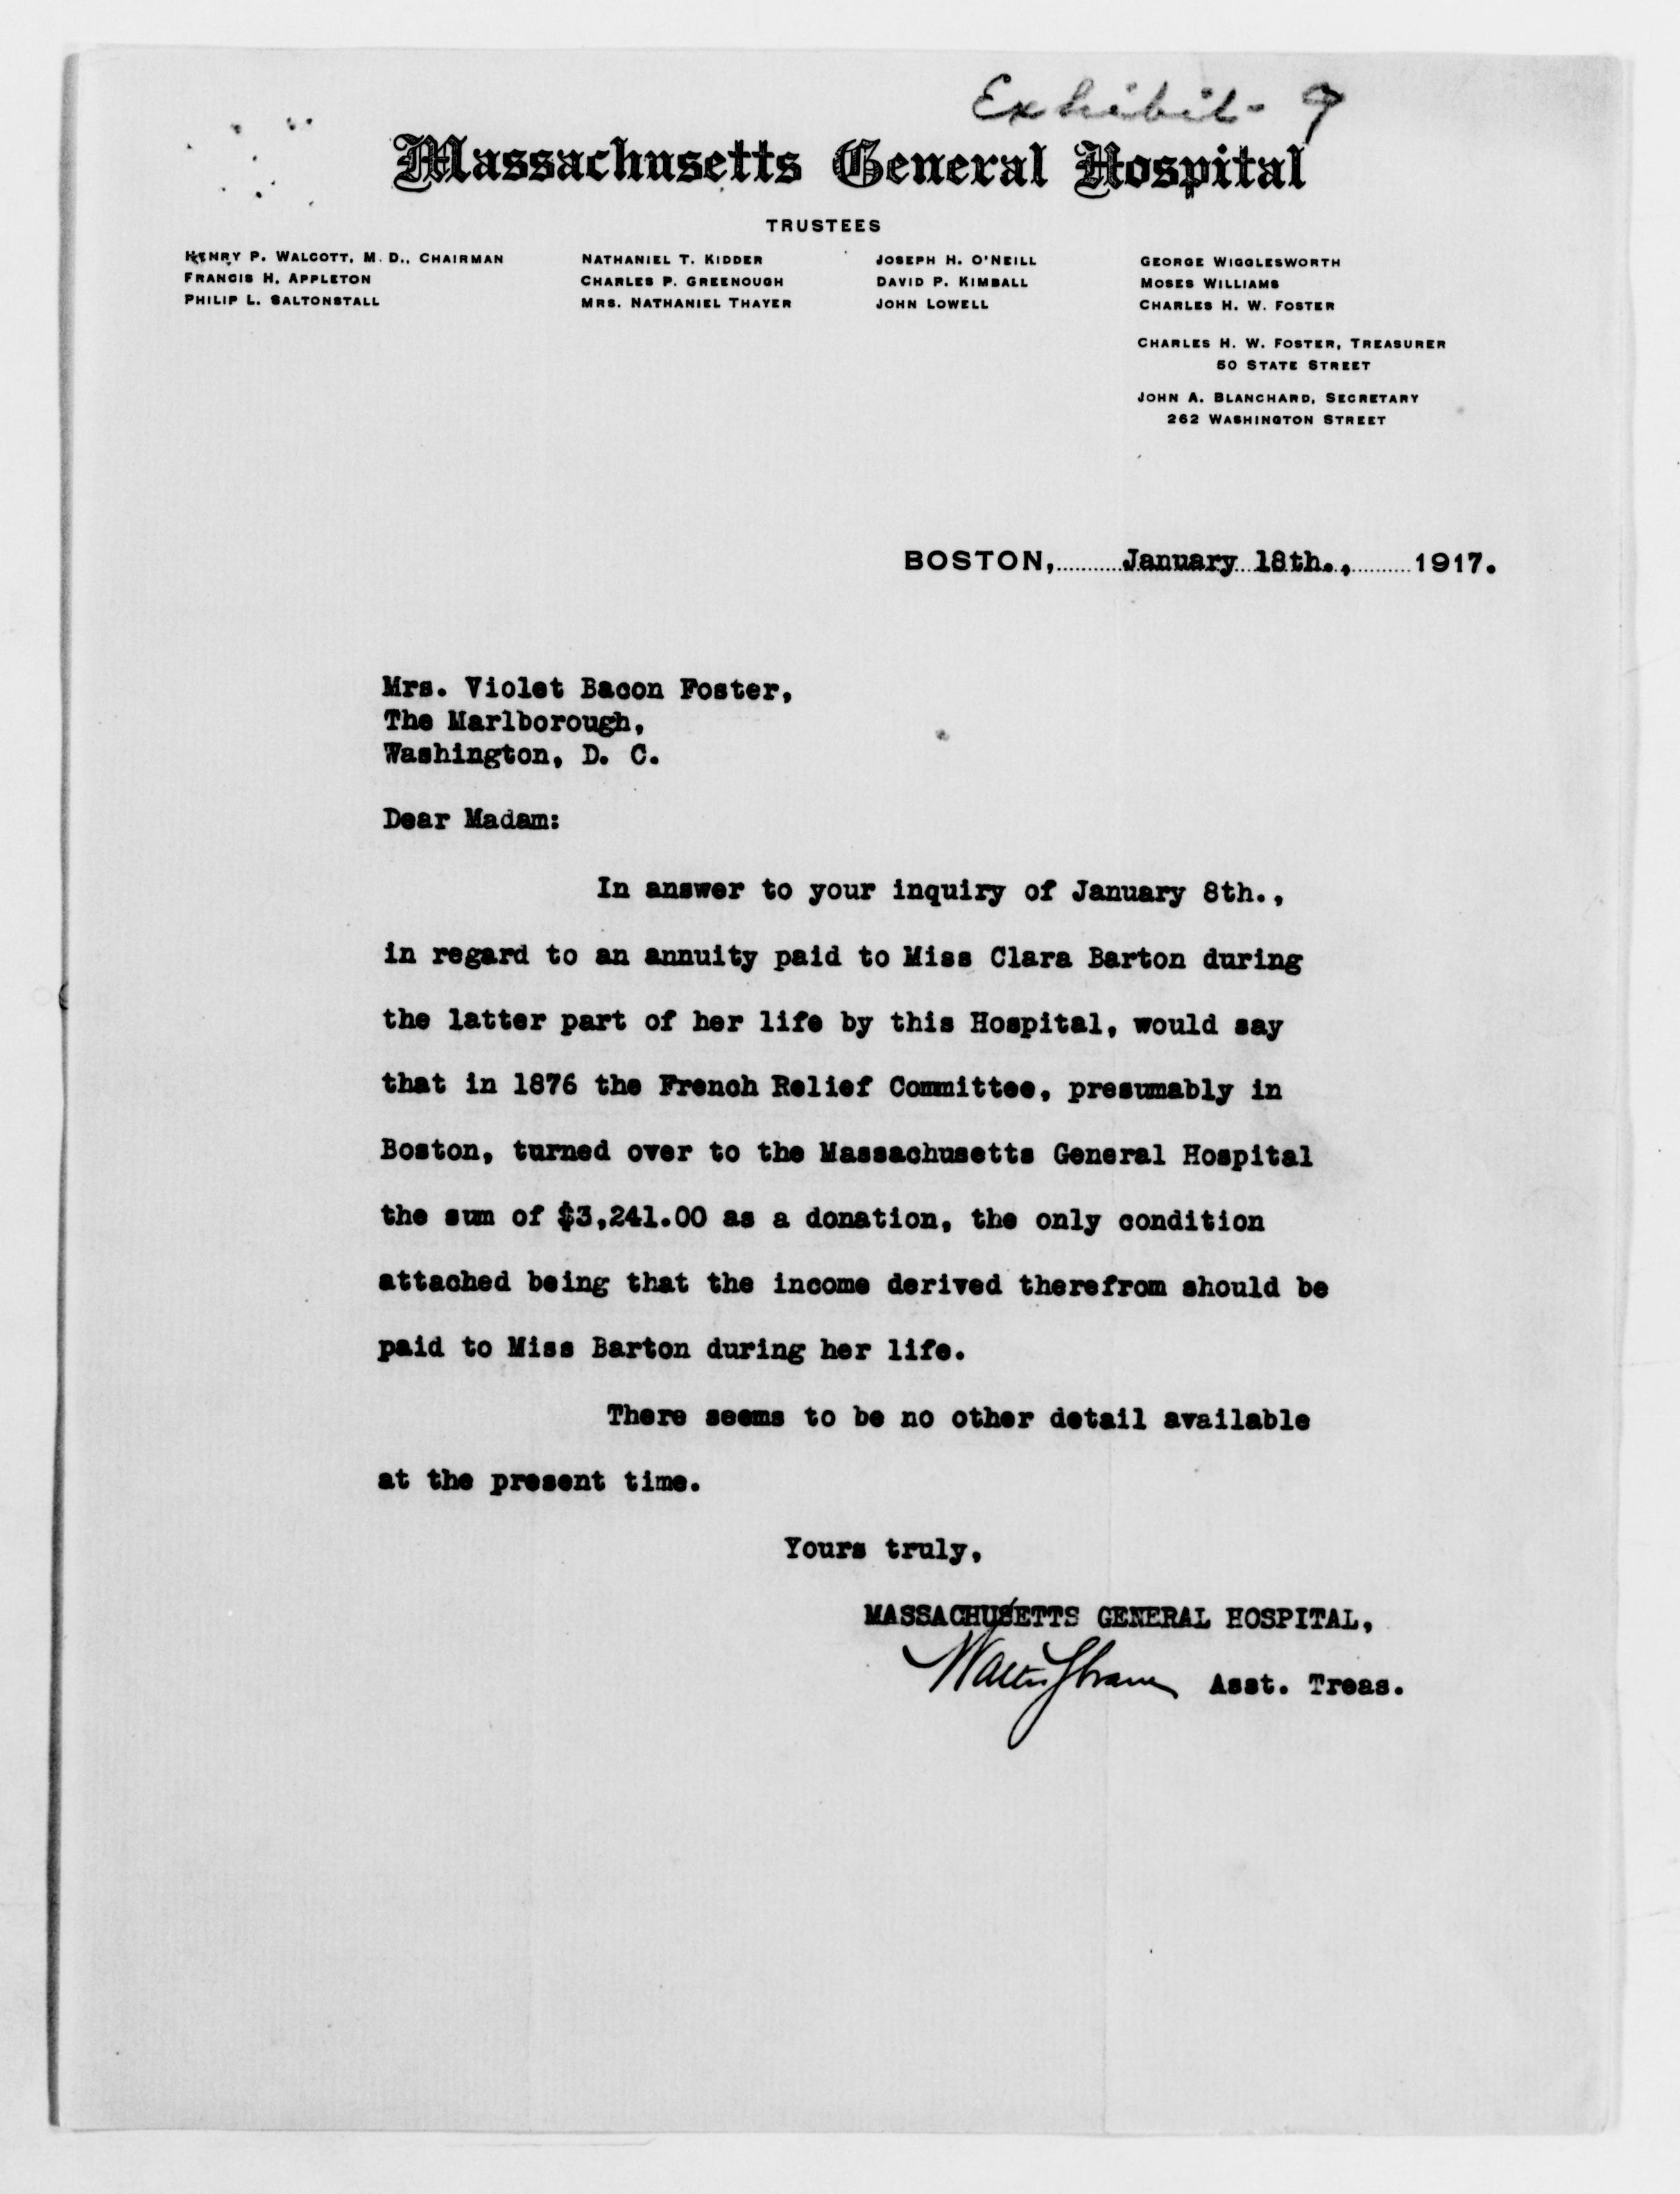 Exhibit - 9
Massachusetts General Hospital
TRUSTEES
HENRY P. WALCOTT, M. D., CHAIRMAN
FRANCIS H. APPLETON
PHILIP L. SALTONSTALL
NATHANIEL T. KIDDER
CHARLES P. GREENOUGH
MRS. NATHANIEL THAYER
JOSEPH H. O'NEILL
DAVID P. KIMBALL
JOHN LOWELL
GEORGE WIGGLESWORTH
MOSES WILLIAMS
CHARLES H. W. FOSTER
CHARLES H. W. FOSTER, TREASURER
50 STATE STREET
JOHN A. BLANCHARD, SECRETARY
262 WASHINGTON STREET
BOSTON, January 18th., 1917.
Mrs. Violet Bacon Foster,
The Marlborough,
Washington, D. C.
Dear Madam:
In answer to your inquiry of January 8th.,
in regard to an annuity paid to Miss Clara Barton during
the latter part of her life by this Hospital, would say
that in 1876 the French Relief Committee, presumably in
Boston, turned over to the Massachusetts General Hospital
the sum of $3,241.00 as a donation, the only condition
attached being that the income derived therefrom should be
paid to Miss Barton during her life.
There seems to be no other detail available
at the present time.
Yours truly,
MASSACHUSETTS GENERAL HOSPITAL,
Asst. Treas.